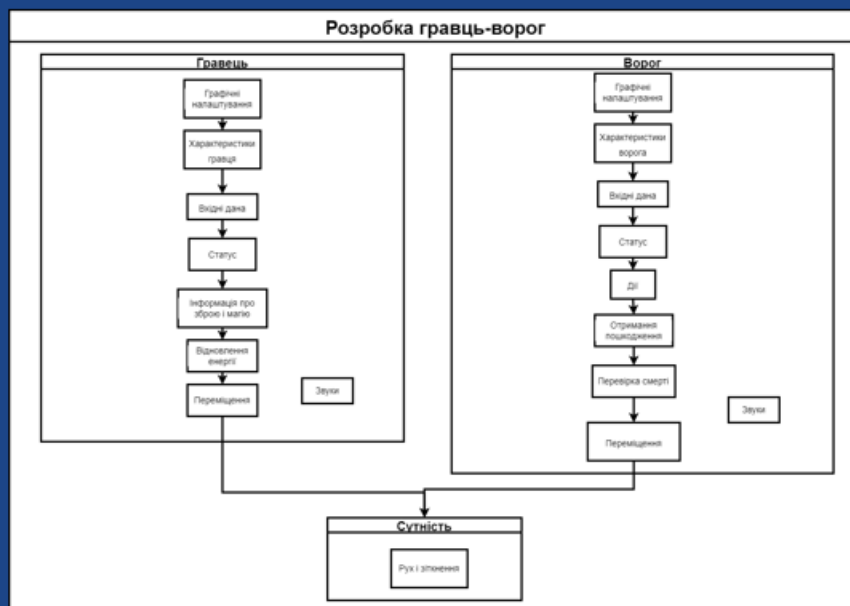 Розробка гравць-ворог
Гравець
Графічні
налаштування
Характеристики
гравця
Вхідні дана
Статус
Інформація про
зброю і магію
Відновлення
енергії
Переміщення
Звуки
Ворог
Графічні
налаштування
Характеристики
ворога
Вхідні дана
Статус
Дії
Отримання
пошкодження
Перевірка смерті
Переміщення
Звуки
Сутність
Рух і зіткнення